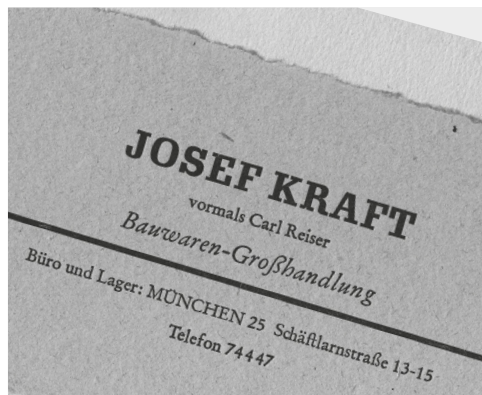 JOSEF KRAFT
vormals Carl Reiser
Bauwaren-Großhandlung
Büro und Lager: MÜNCHEN 25 Schäftlarnstraße 13-15
Telefon 74447